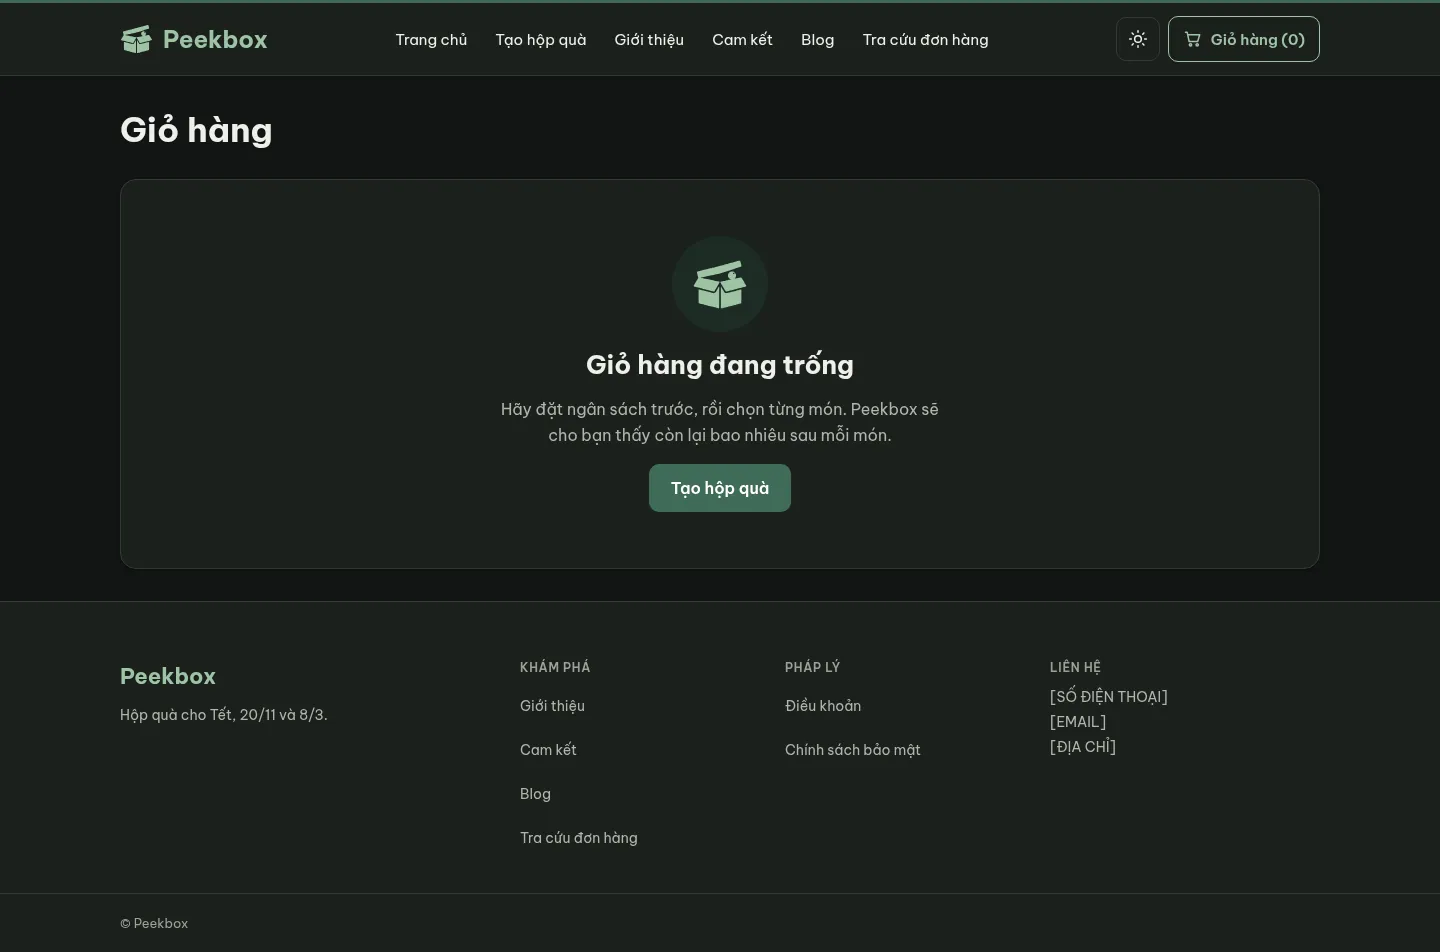 Peekbox
Trang chủ
Tạo hộp quà
Giới thiệu
Cam kết
Blog
Tra cứu đơn hàng
Giỏ hàng (0)
Giỏ hàng
Giỏ hàng đang trống
Hãy đặt ngân sách trước, rồi chọn từng món. Peekbox sẽ
cho bạn thấy còn lại bao nhiêu sau mỗi món.
Tạo hộp quà
Peekbox
Hộp quà cho Tết, 20/11 và 8/3.
KHÁM PHÁ
Giới thiệu
Cam kết
Blog
Tra cứu đơn hàng
PHÁP LÝ
Điều khoản
Chính sách bảo mật
LIÊN HỆ
[SỐ ĐIỆN THOẠI]
[EMAIL]
[ĐỊA CHỈ]
© Peekbox